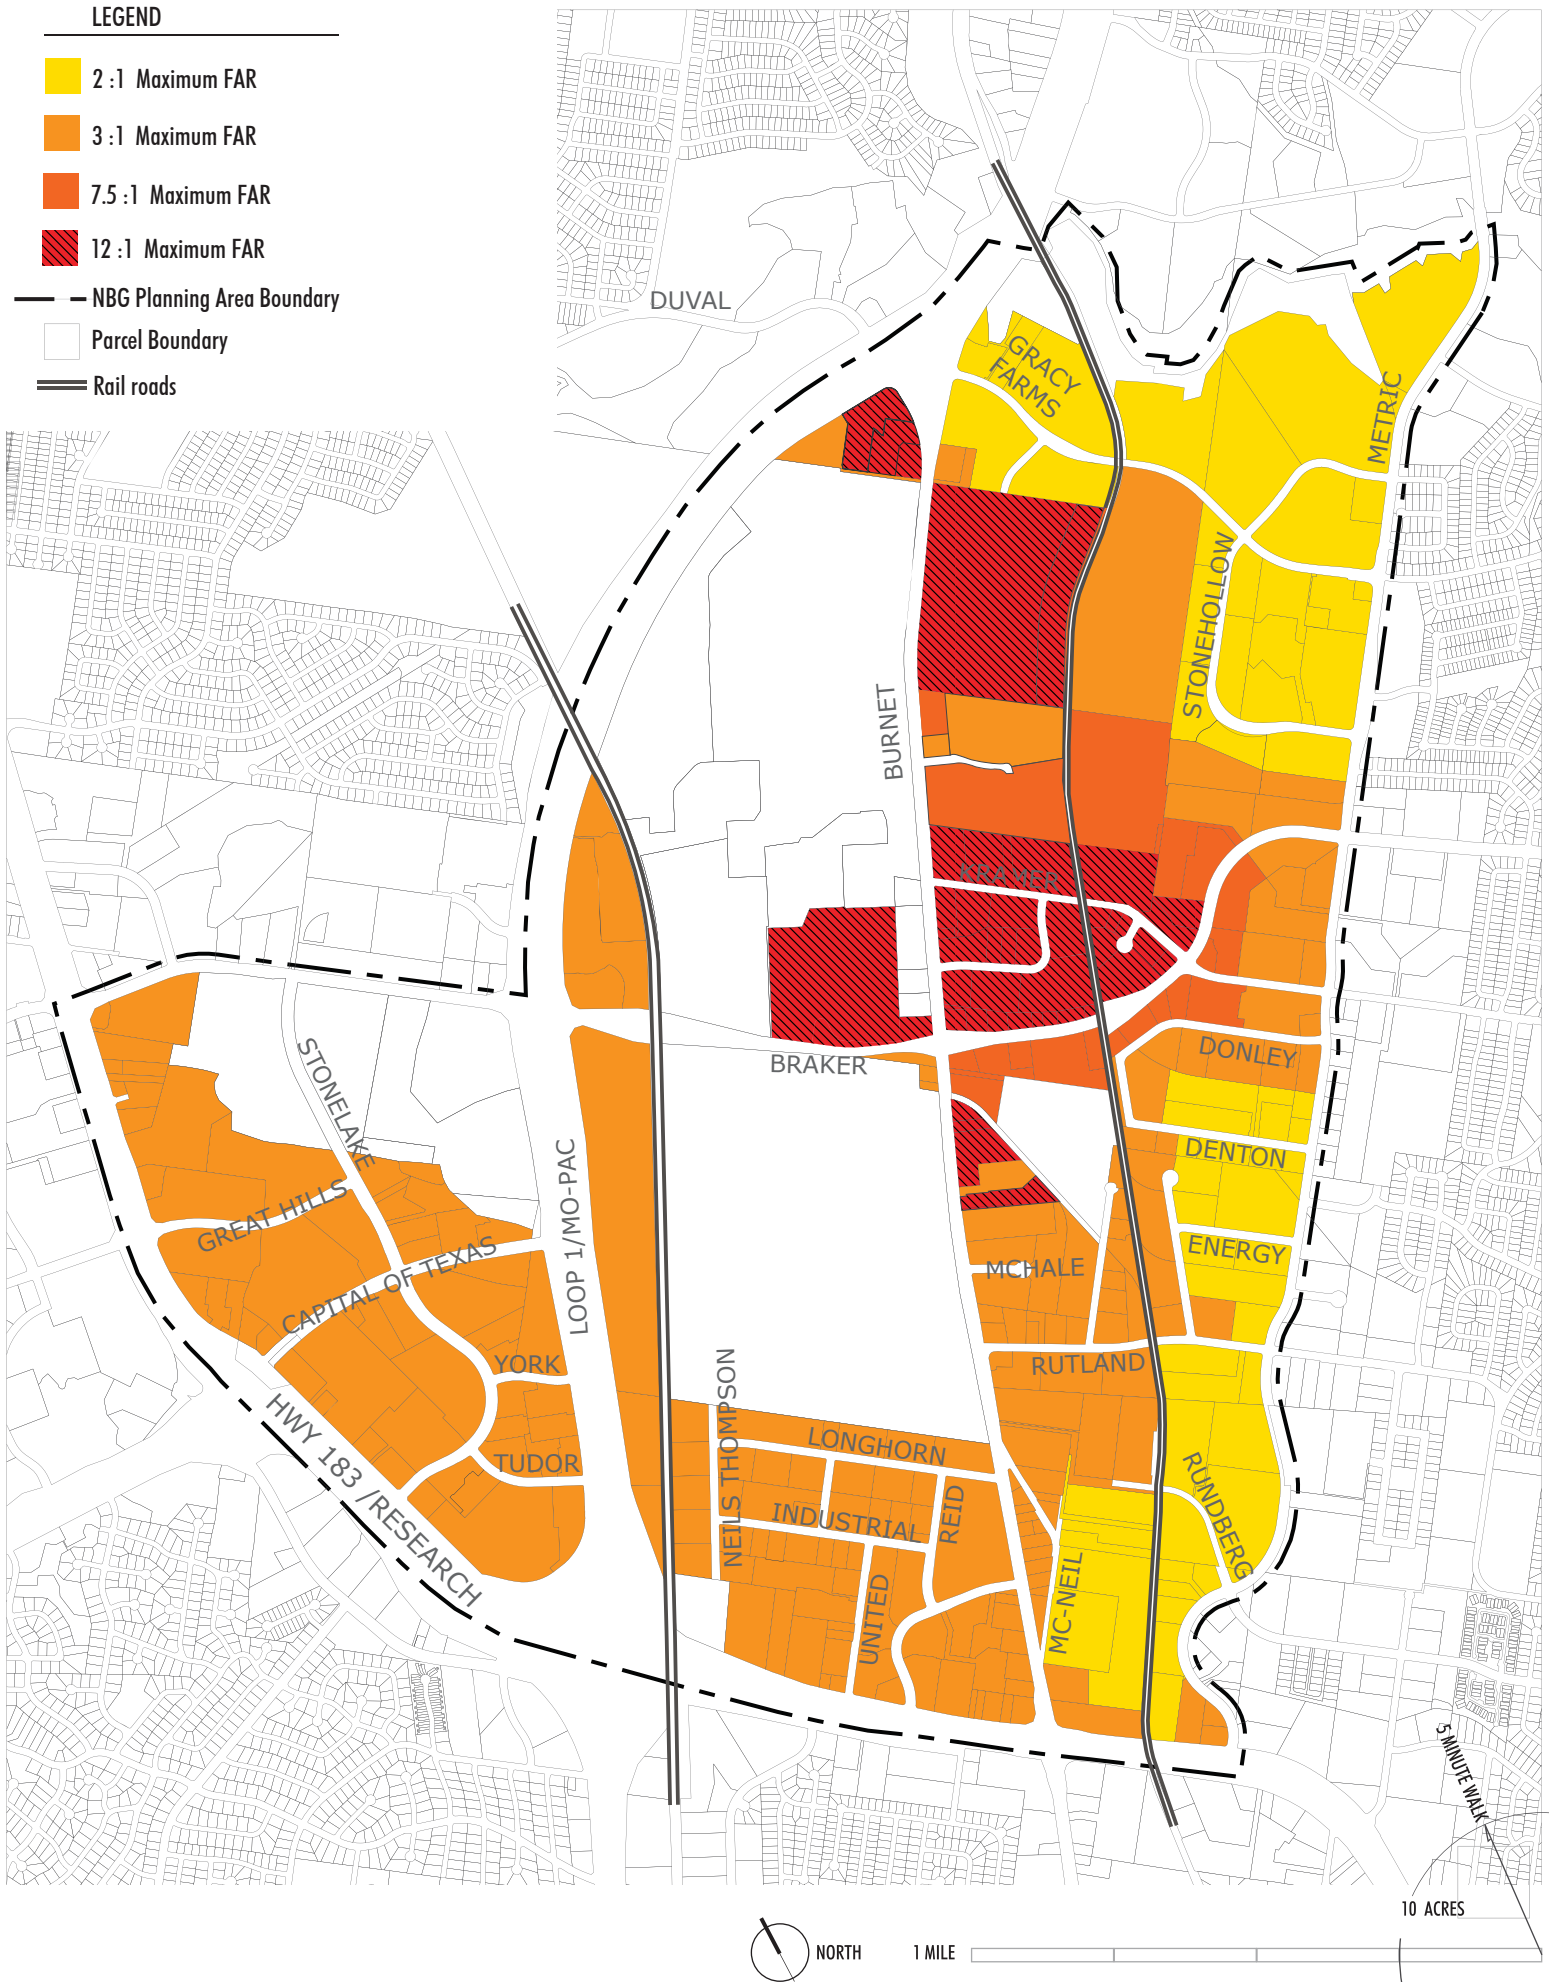 LEGEND
2 :1 Maximum FAR
3 :1 Maximum FAR
7.5 :1 Maximum FAR
12 :1 Maximum FAR
NBG Planning Area Boundary
Parcel Boundary
Rail roads
DUVAL
GRACY
FARMS
METRIC
STONEHOLLOW
BURNET
KRAMER
BRAKER
DONLEY
STONELAKE
DENTON
GREAT HILLS
LOOP 1/MO-PAC
ENERGY
CAPITAL OF TEXAS
MCHALE
YORK
RUTLAND
NEILS THOMPSON
HWY 183 /RESEARCH
LONGHORN
TUDOR
RUNDBERG
INDUSTRIAL
REID
UNITED
MC-NEIL
5 MINUTE WALK
10 ACRES
NORTH
1 MILE